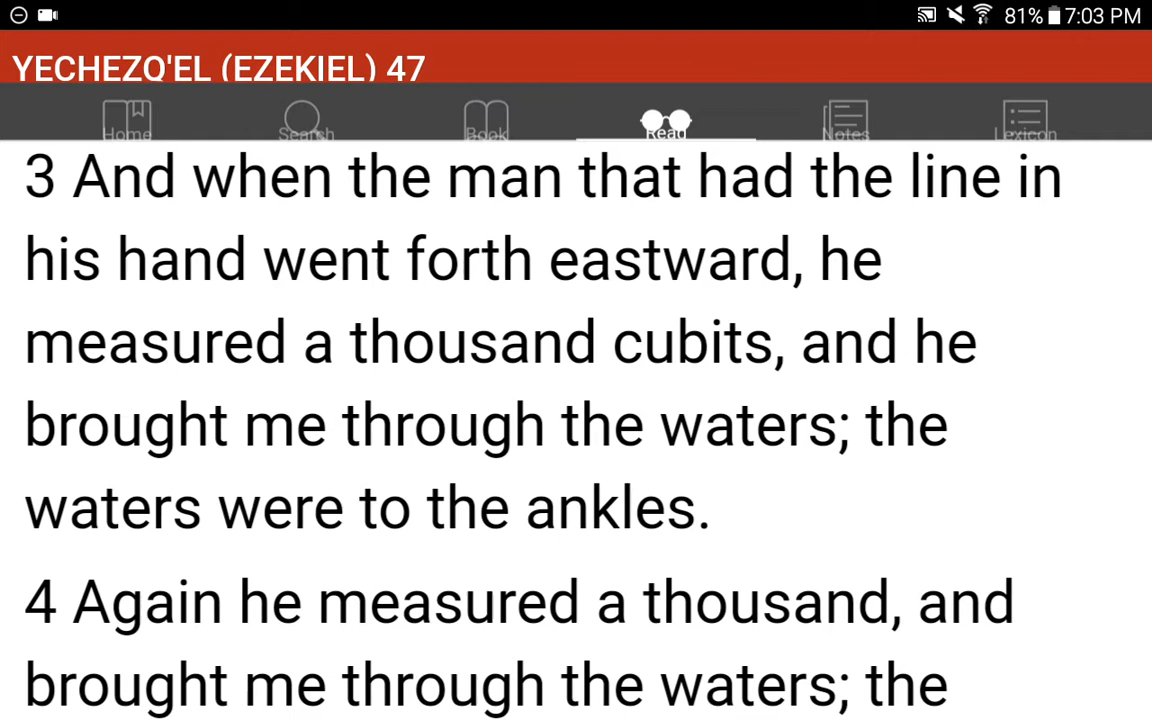 81% 7:03 PM
YECHEZQ'EL (EZEKIEL) 47
Home Search Book Read Notes Lexicon
3 And when the man that had the line in
his hand went forth eastward, he
measured a thousand cubits, and he
brought me through the waters; the
waters were to the ankles.
4 Again he measured a thousand, and
brought me through the waters; the